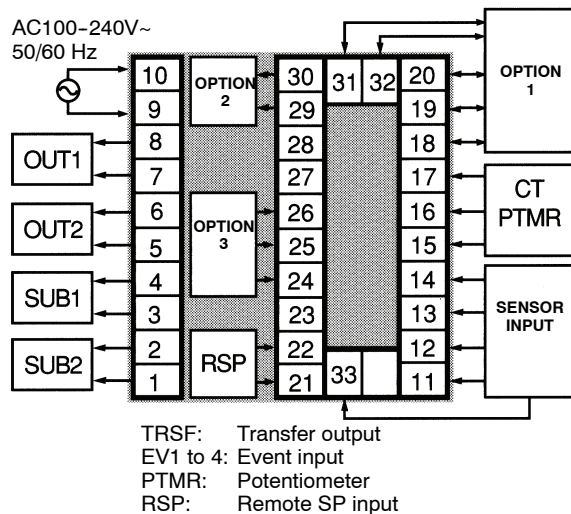 AC100-240V~
50/60 Hz
10 OPTION 2 30 31 32 20 OPTION 1
9 29 19
OUT1 8 28 18
7 27 17 CT PTMR
OUT2 6 OPTION 3 26 16
5 25 15
SUB1 4 24 14 SENSOR INPUT
3 23 13
SUB2 2 RSP 22 33 12
1 21 11
TRSF: Transfer output
EV1 to 4: Event input
PTMR: Potentiometer
RSP: Remote SP input